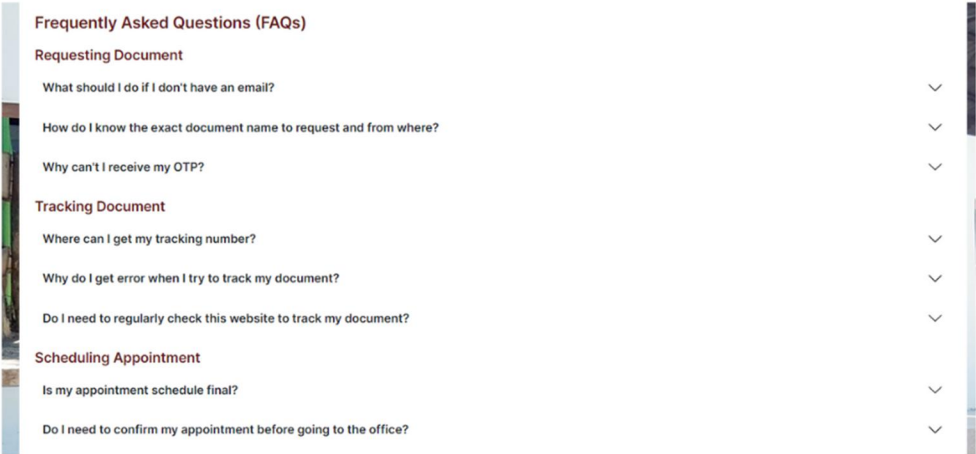 Frequently Asked Questions (FAQs)
Requesting Document
What should I do if I don't have an email?
How do I know the exact document name to request and from where?
Why can't I receive my OTP?
Tracking Document
Where can I get my tracking number?
Why do I get error when I try to track my document?
Do I need to regularly check this website to track my document?
Scheduling Appointment
Is my appointment schedule final?
Do I need to confirm my appointment before going to the office?